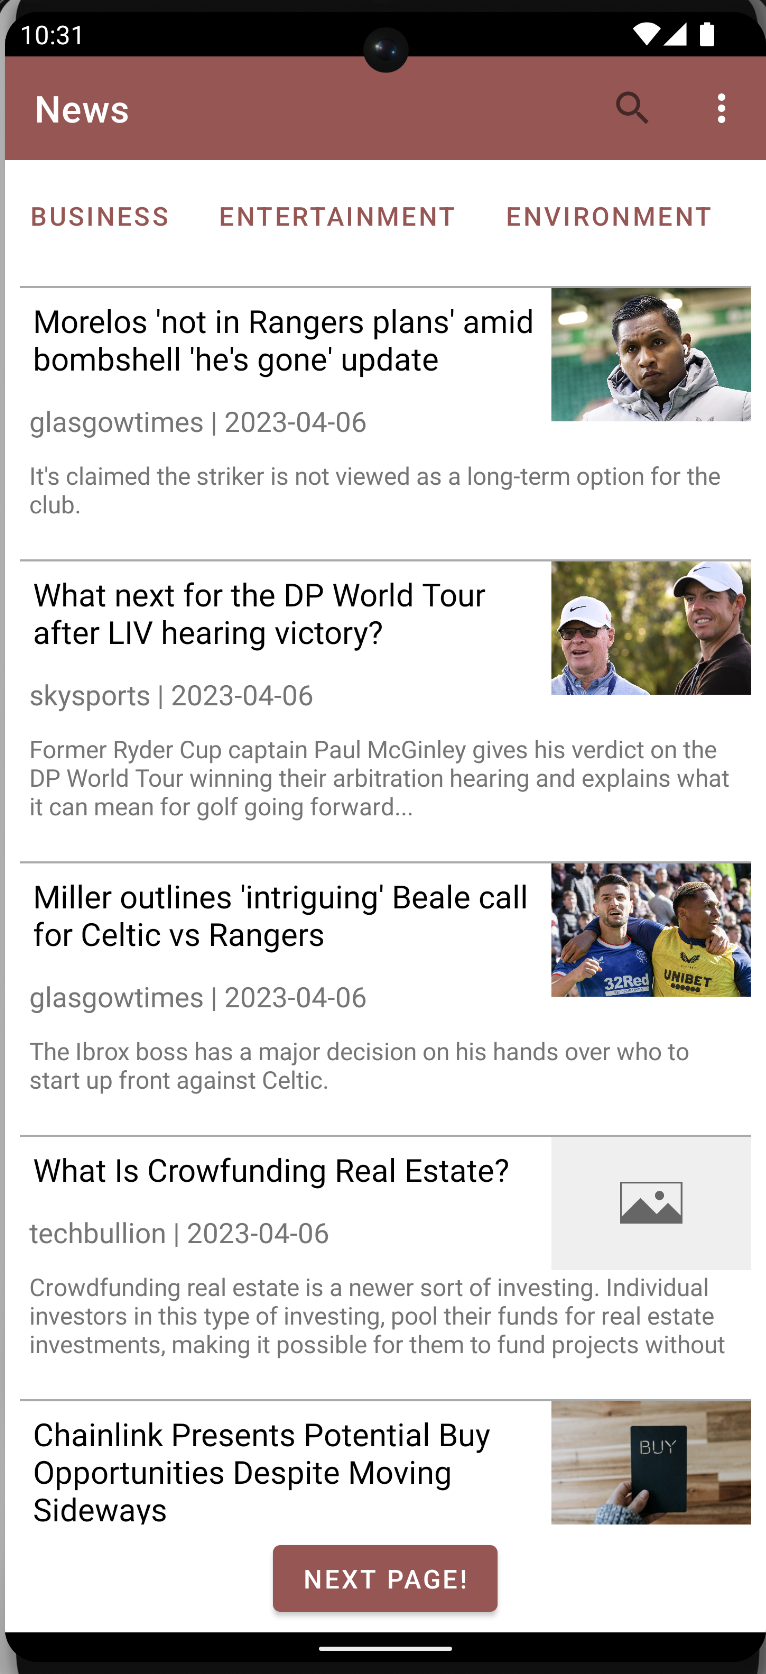 10:31
News
BUSINESS ENTERTAINMENT ENVIRONMENT
Morelos 'not in Rangers plans' amid
bombshell 'he's gone' update
glasgowtimes | 2023-04-06
It's claimed the striker is not viewed as a long-term option for the
club.
What next for the DP World Tour
after LIV hearing victory?
skysports | 2023-04-06
Former Ryder Cup captain Paul McGinley gives his verdict on the
DP World Tour winning their arbitration hearing and explains what
it can mean for golf going forward...
Miller outlines 'intriguing' Beale call
for Celtic vs Rangers
32Red
UNIBET
glasgowtimes | 2023-04-06
The Ibrox boss has a major decision on his hands over who to
start up front against Celtic.
What Is Crowfunding Real Estate?
techbullion | 2023-04-06
Crowdfunding real estate is a newer sort of investing. Individual
investors in this type of investing, pool their funds for real estate
investments, making it possible for them to fund projects without
Chainlink Presents Potential Buy
Opportunities Despite Moving
Sideways
BUY
NEXT PAGE!